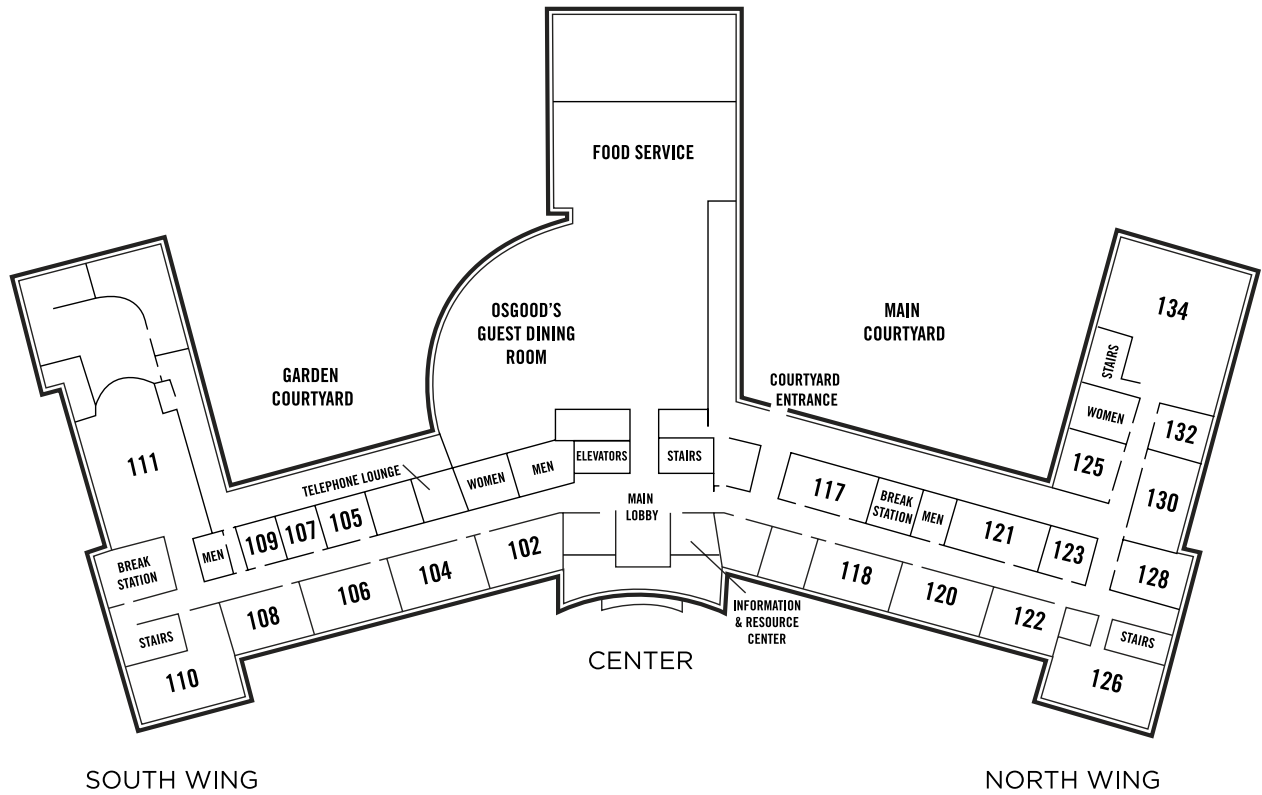 FOOD SERVICE
OSGOOD'S
GUEST DINING
ROOM
MAIN
COURTYARD
GARDEN
COURTYARD
COURTYARD
ENTRANCE
134
STAIRS
WOMEN
132
125
130
111
TELEPHONE LOUNGE
WOMEN
MEN
ELEVATORS
STAIRS
MAIN
LOBBY
117
BREAK
STATION
MEN
121
123
128
BREAK
STATION
MEN
109
107
105
102
104
106
108
STAIRS
110
118
120
122
STAIRS
126
INFORMATION
& RESOURCE
CENTER
CENTER
SOUTH WING
NORTH WING